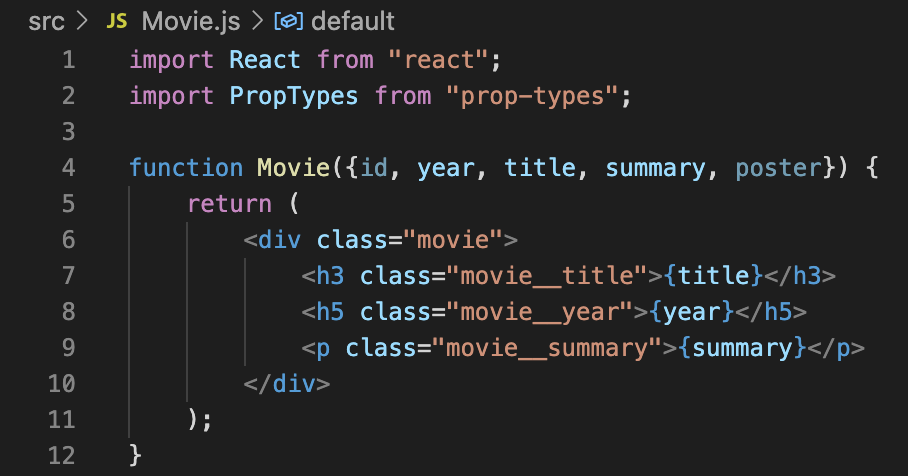 src > JS Movie.js > default
1 import React from "react";
2 import PropTypes from "prop-types";
3
4 function Movie({id, year, title, summary, poster}) {
5     return (
6         <div class="movie">
7             <h3 class="movie__title">{title}</h3>
8             <h5 class="movie__year">{year}</h5>
9             <p class="movie__summary">{summary}</p>
10         </div>
11     );
12 }